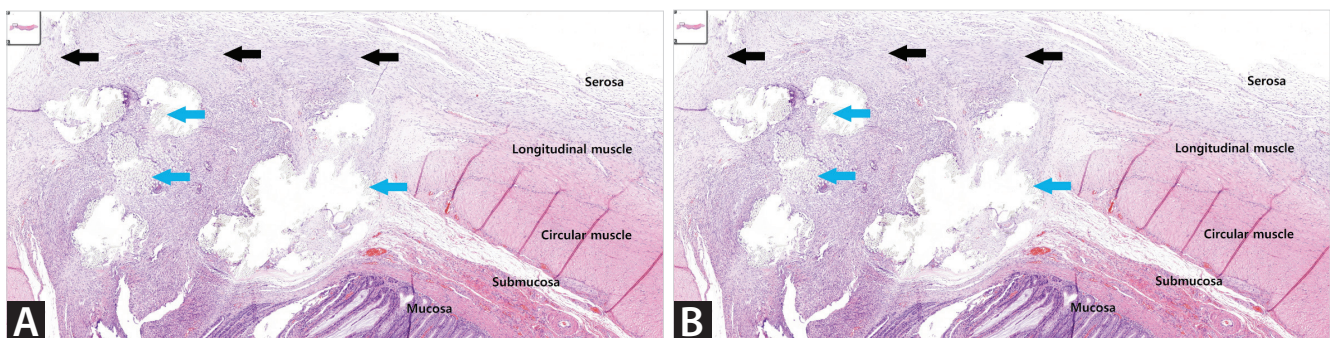 Serosa
Longitudinal muscle
Circular muscle
Submucosa
Mucosa
A
Serosa
Longitudinal muscle
Circular muscle
Submucosa
Mucosa
B